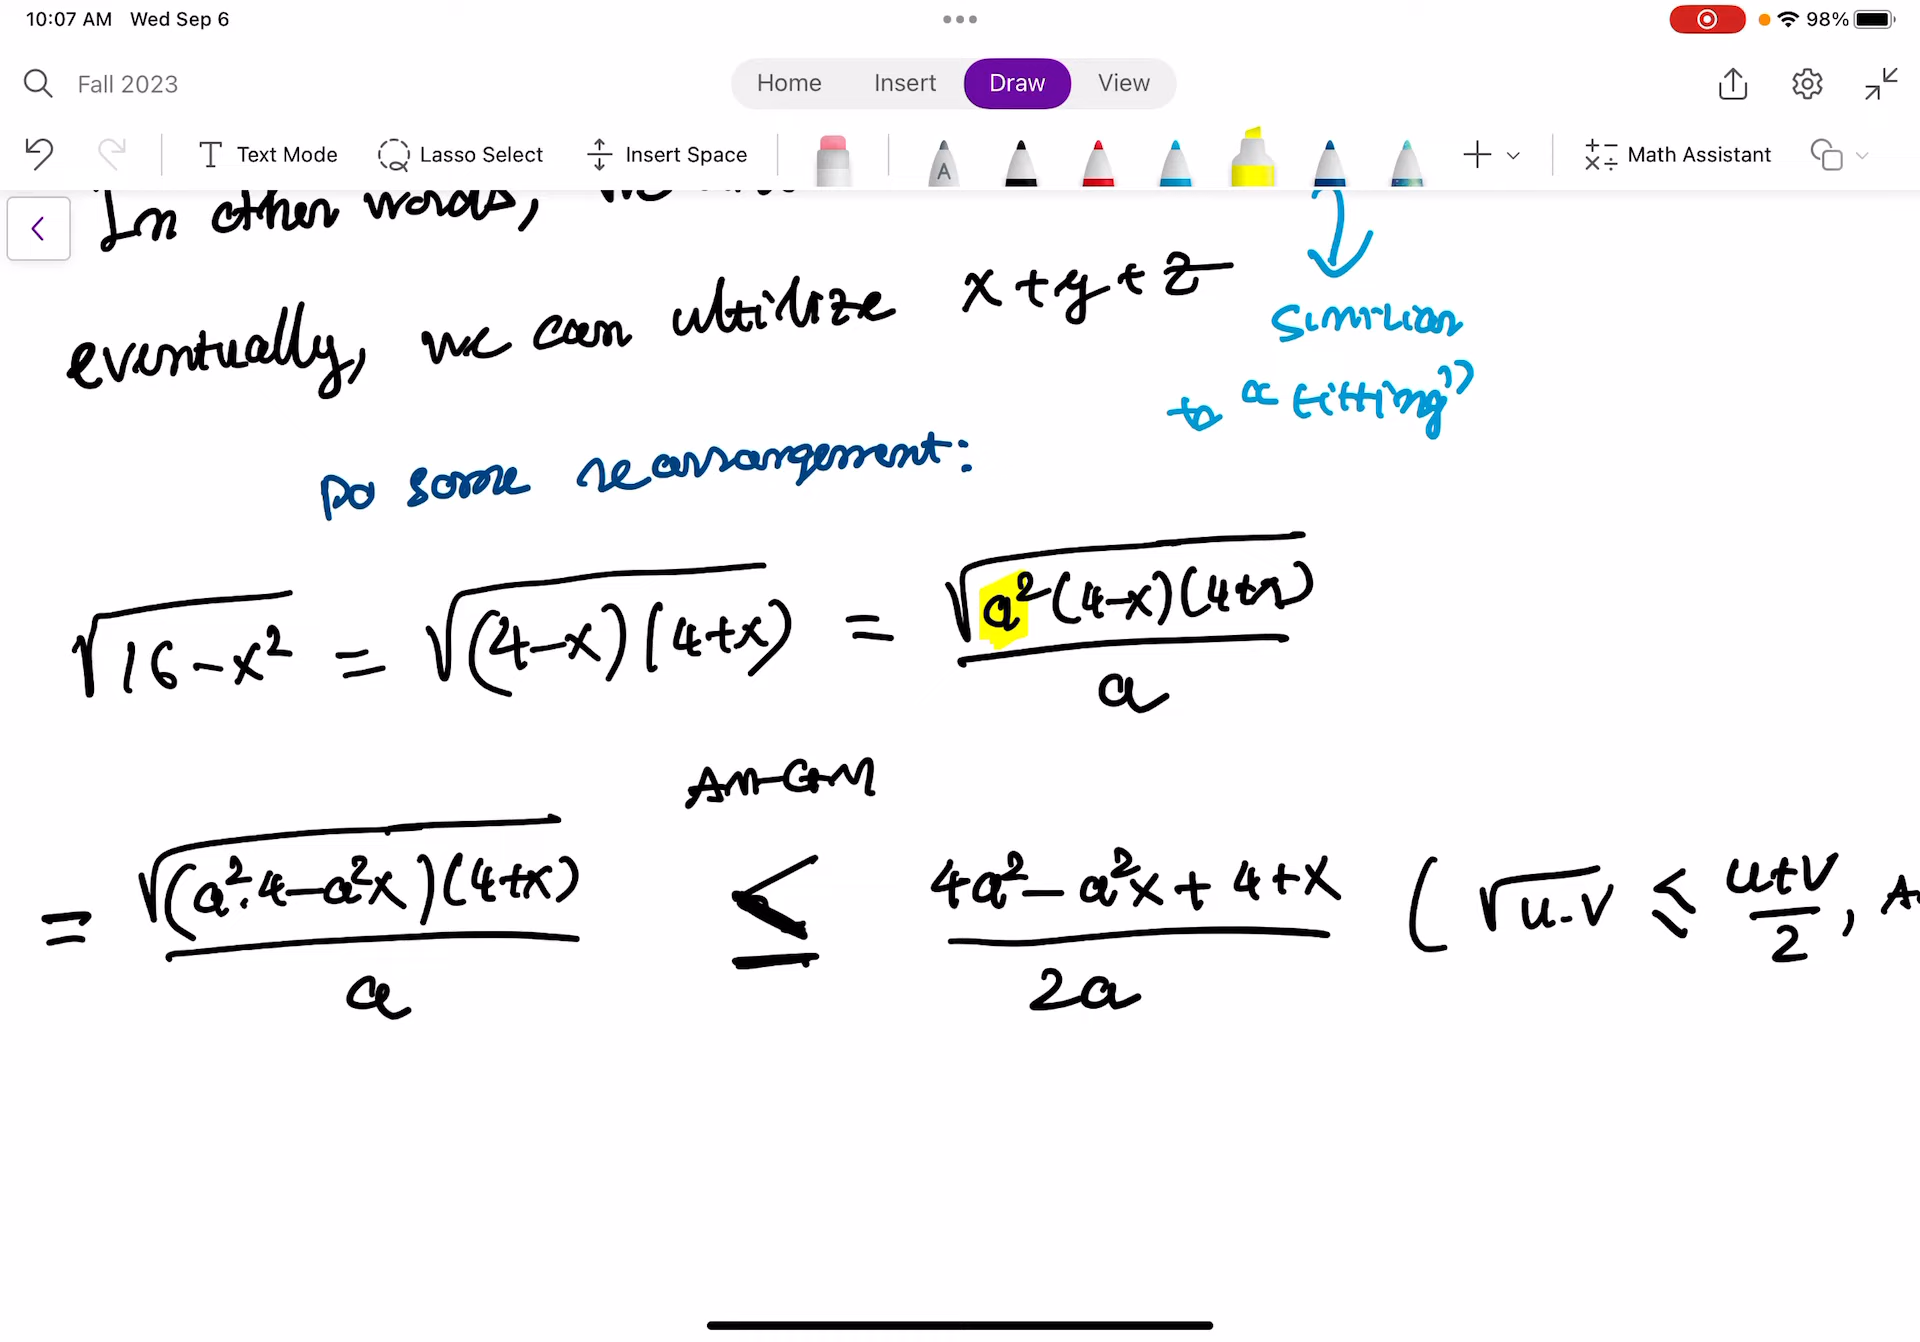 10:07 AM Wed Sep 6
98%
Fall 2023
Home Insert Draw View
Text Mode Lasso Select Insert Space A Math Assistant
In other words,
eventually, we can ultilize x+y+z
Similar
to "titting"
Do some rearrangement:
√(16-x²) = √((4-x)(4+x)) = √(a²(4-x)(4+x)) / a
AM-GM
= √((a².4-a²x)(4+x)) / a ≤ (4a²-a²x+4+x) / 2a (√(u.v) ≤ (u+v)/2, A